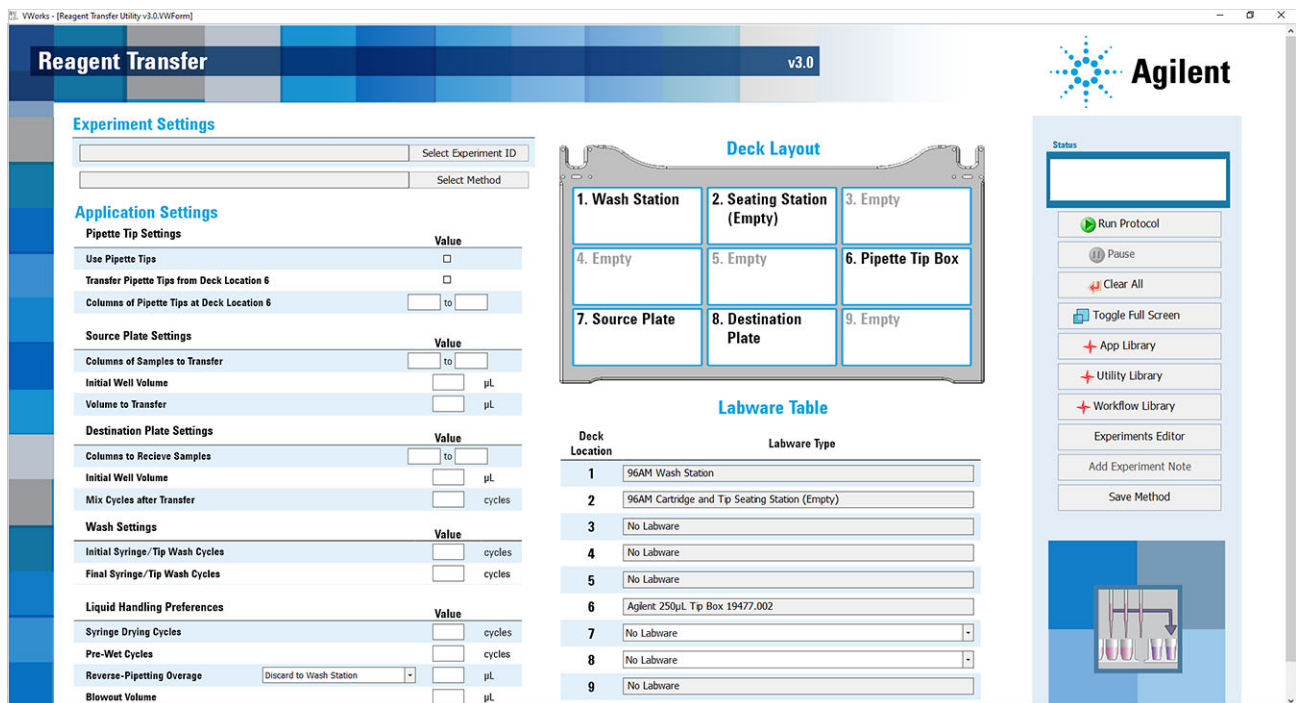 VWorks - [Reagent Transfer Utility v3.0.VWForm]
Reagent Transfer
v3.0
Agilent
Experiment Settings
Select Experiment ID
Select Method
Application Settings
Pipette Tip Settings
Value
Use Pipette Tips
Transfer Pipette Tips from Deck Location 6
Columns of Pipette Tips at Deck Location 6
to
Source Plate Settings
Value
Columns of Samples to Transfer
to
Initial Well Volume
µL
Volume to Transfer
µL
Destination Plate Settings
Value
Columns to Recieve Samples
to
Initial Well Volume
µL
Mix Cycles after Transfer
cycles
Wash Settings
Value
Initial Syringe/Tip Wash Cycles
cycles
Final Syringe/Tip Wash Cycles
cycles
Liquid Handling Preferences
Value
Syringe Drying Cycles
cycles
Pre-Wet Cycles
cycles
Reverse-Pipetting Overage
Discard to Wash Station
µL
Blowout Volume
µL
Deck Layout
1. Wash Station
2. Seating Station
(Empty)
3. Empty
4. Empty
5. Empty
6. Pipette Tip Box
7. Source Plate
8. Destination
Plate
9. Empty
Labware Table
Deck
Location
Labware Type
1
96AM Wash Station
2
96AM Cartridge and Tip Seating Station (Empty)
3
No Labware
4
No Labware
5
No Labware
6
Agilent 250µL Tip Box 19477.002
7
No Labware
8
No Labware
9
No Labware
Status
Run Protocol
Pause
Clear All
Toggle Full Screen
App Library
Utility Library
Workflow Library
Experiments Editor
Add Experiment Note
Save Method